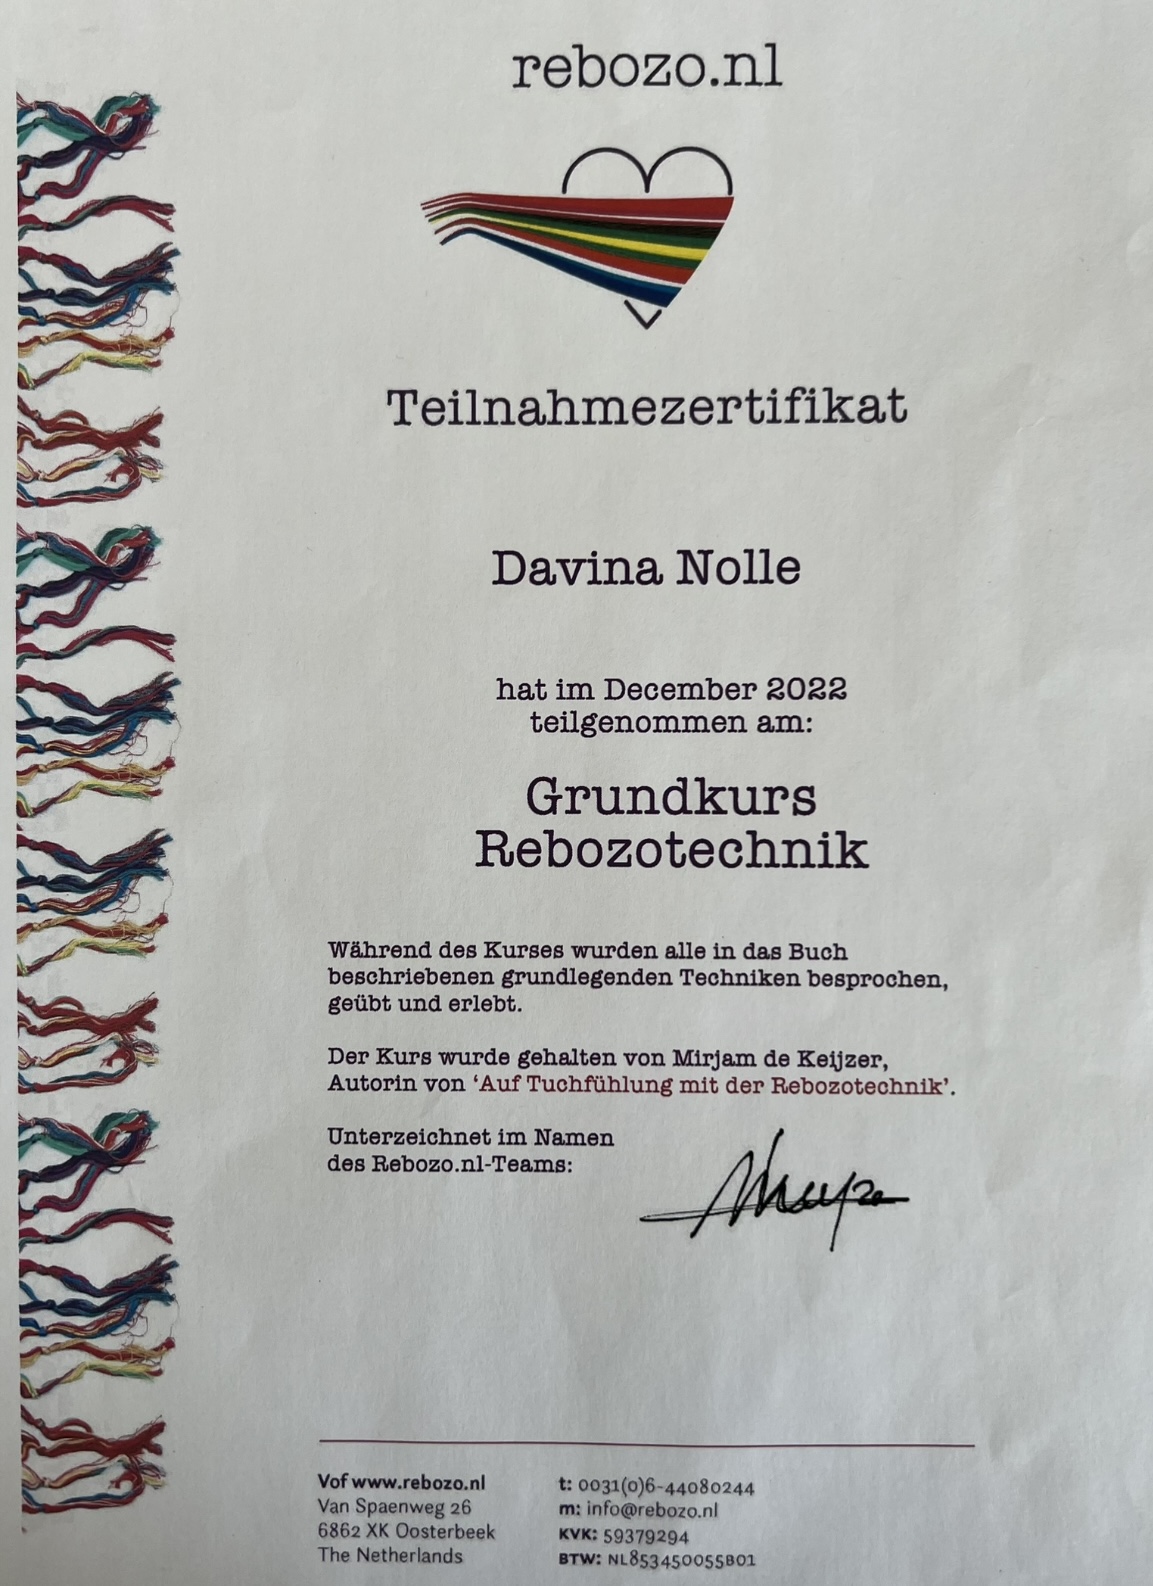 rebozo.nl
Teilnahmezertifikat
Davina Nolle
hat im December 2022
teilgenommen am:
Grundkurs
Rebozotechnik
Während des Kurses wurden alle in das Buch
beschriebenen grundlegenden Techniken besprochen,
geübt und erlebt.
Der Kurs wurde gehalten von Mirjam de Keijzer,
Autorin von ‘Auf Tuchfühlung mit der Rebozotechnik’.
Unterzeichnet im Namen
des Rebozo.nl-Teams:
Vof www.rebozo.nl
Van Spaenweg 26
6862 XK Oosterbeek
The Netherlands
t: 0031(0)6-44080244
m: info@rebozo.nl
KVK: 59379294
BTW: NL853450055B01